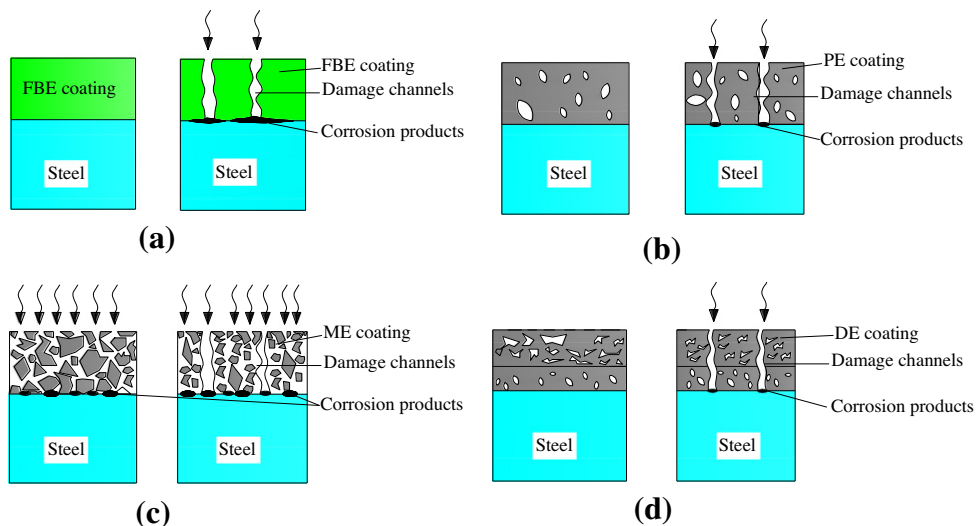 FBE coating
Steel
FBE coating
Damage channels
Corrosion products
Steel
(a)
Steel
PE coating
Damage channels
Corrosion products
Steel
(b)
Steel
ME coating
Damage channels
Corrosion products
Steel
(c)
Steel
DE coating
Damage channels
Corrosion products
Steel
(d)